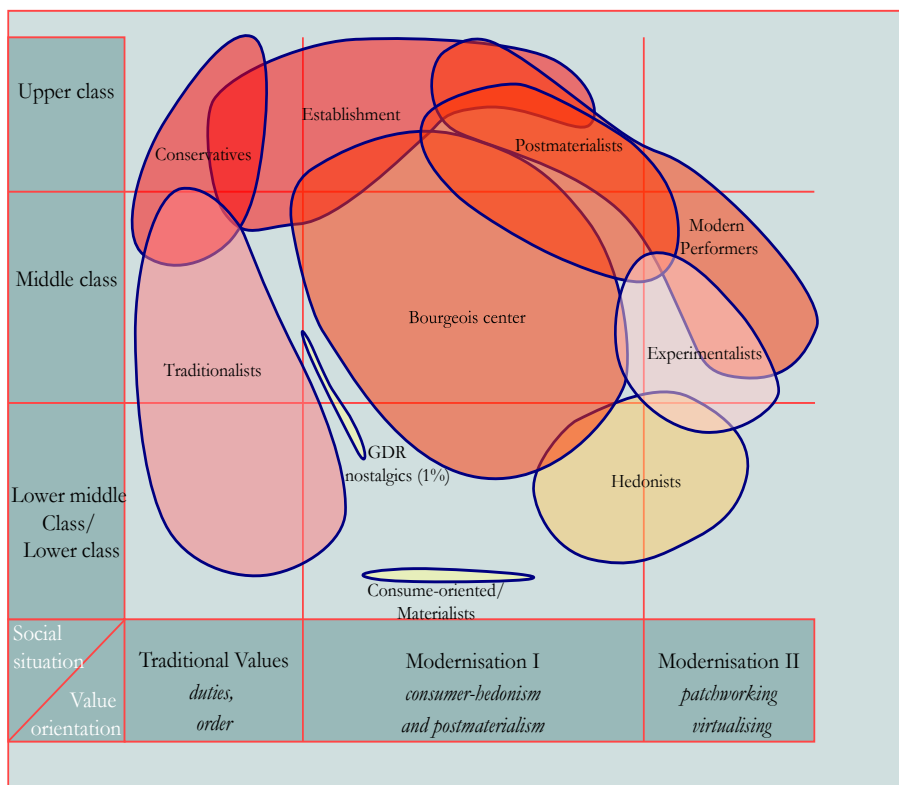 Upper class
Establishment
Conservatives
Postmaterialists
Modern
Performers
Middle class
Bourgeois center
Experimentalists
Traditionalists
GDR
nostalgics (1%)
Hedonists
Lower middle
Class/
Lower class
Consume-oriented/
Materialists
Social
situation
Value
orientation
Traditional Values
duties,
order
Modernisation I
consumer-hedonism
and postmaterialism
Modernisation II
patchworking
virtualising